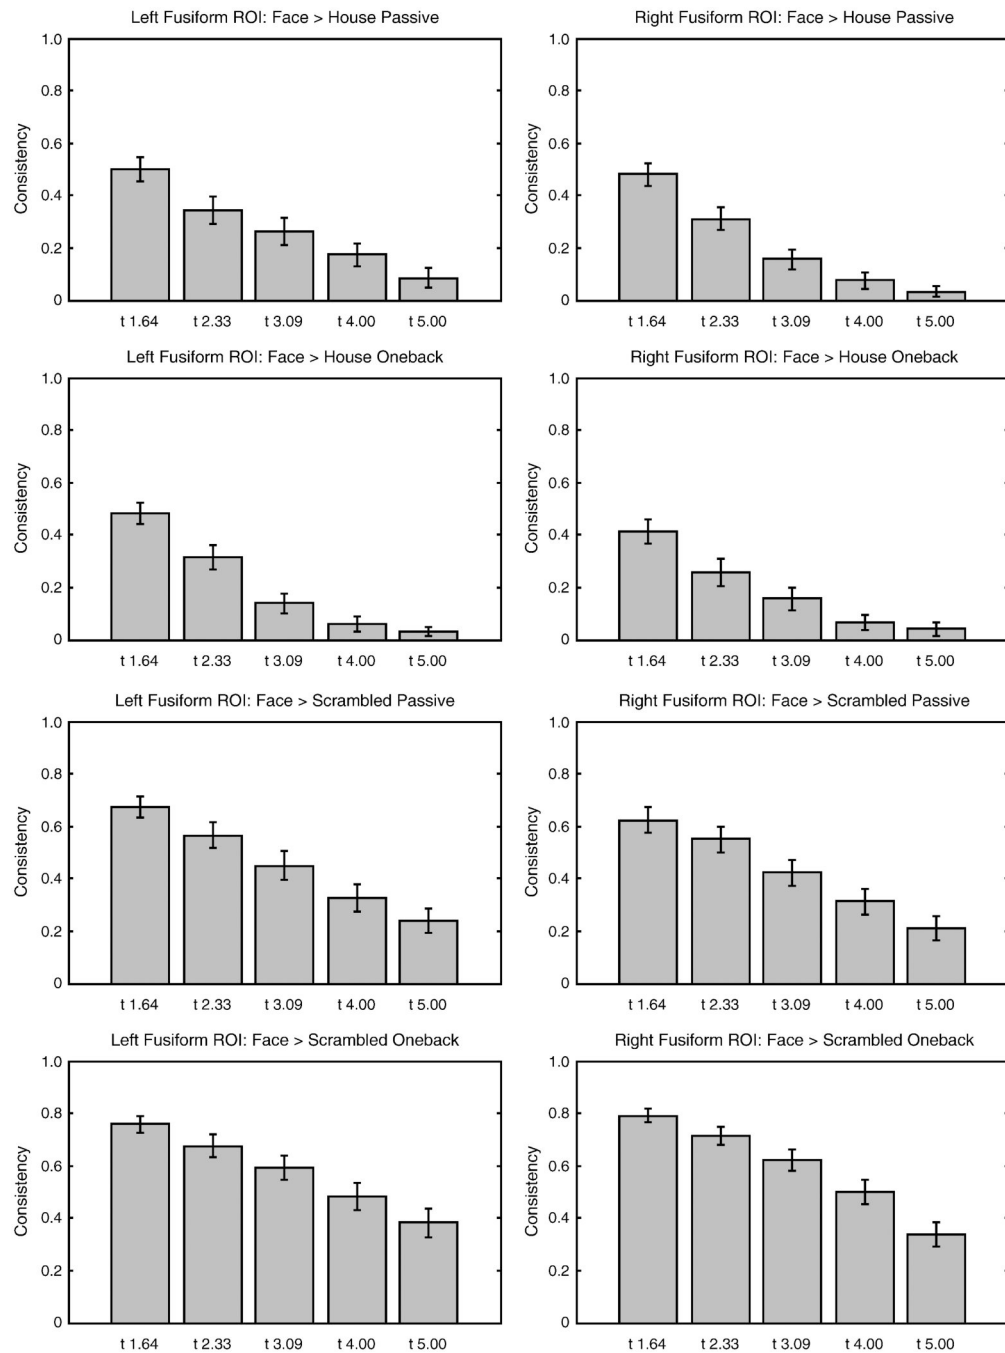 Left Fusiform ROI: Face > House Passive
Right Fusiform ROI: Face > House Passive
1.0
0.8
0.6
0.4
0.2
0
Consistency
t 1.64 t 2.33 t 3.09 t 4.00 t 5.00
1.0
0.8
0.6
0.4
0.2
0
Consistency
t 1.64 t 2.33 t 3.09 t 4.00 t 5.00
Left Fusiform ROI: Face > House Oneback
Right Fusiform ROI: Face > House Oneback
1.0
0.8
0.6
0.4
0.2
0
Consistency
t 1.64 t 2.33 t 3.09 t 4.00 t 5.00
1.0
0.8
0.6
0.4
0.2
0
Consistency
t 1.64 t 2.33 t 3.09 t 4.00 t 5.00
Left Fusiform ROI: Face > Scrambled Passive
Right Fusiform ROI: Face > Scrambled Passive
1.0
0.8
0.6
0.4
0.2
0
Consistency
t 1.64 t 2.33 t 3.09 t 4.00 t 5.00
1.0
0.8
0.6
0.4
0.2
0
Consistency
t 1.64 t 2.33 t 3.09 t 4.00 t 5.00
Left Fusiform ROI: Face > Scrambled Oneback
Right Fusiform ROI: Face > Scrambled Oneback
1.0
0.8
0.6
0.4
0.2
0
Consistency
t 1.64 t 2.33 t 3.09 t 4.00 t 5.00
1.0
0.8
0.6
0.4
0.2
0
Consistency
t 1.64 t 2.33 t 3.09 t 4.00 t 5.00